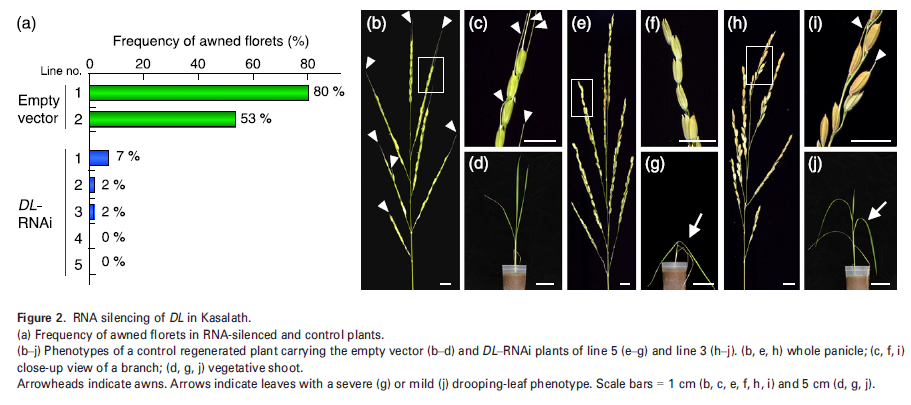 (a)
Frequency of awned florets (%)
Line no.
0 20 40 60 80
Empty vector
1 80 %
2 53 %
DL–RNAi
1 7 %
2 2 %
3 2 %
4 0 %
5 0 %
(b) (c) (e) (f) (h) (i)
(d) (g) (j)
Figure 2. RNA silencing of DL in Kasalath.
(a) Frequency of awned florets in RNA-silenced and control plants.
(b–j) Phenotypes of a control regenerated plant carrying the empty vector (b–d) and DL–RNAi plants of line 5 (e–g) and line 3 (h–j). (b, e, h) whole panicle; (c, f, i)
close-up view of a branch; (d, g, j) vegetative shoot.
Arrowheads indicate awns. Arrows indicate leaves with a severe (g) or mild (j) drooping-leaf phenotype. Scale bars = 1 cm (b, c, e, f, h, i) and 5 cm (d, g, j).